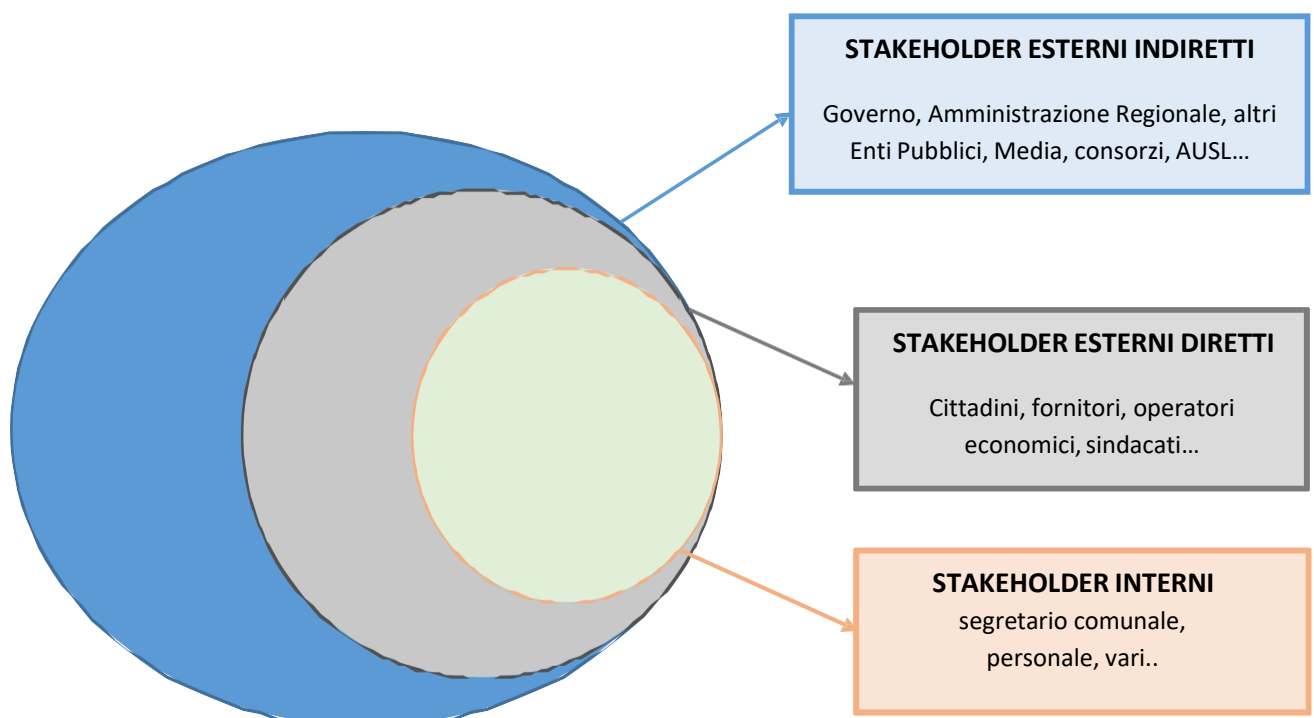 STAKEHOLDER ESTERNI INDIRETTI
Governo, Amministrazione Regionale, altri
Enti Pubblici, Media, consorzi, AUSL…
STAKEHOLDER ESTERNI DIRETTI
Cittadini, fornitori, operatori
economici, sindacati…
STAKEHOLDER INTERNI
segretario comunale,
personale, vari..